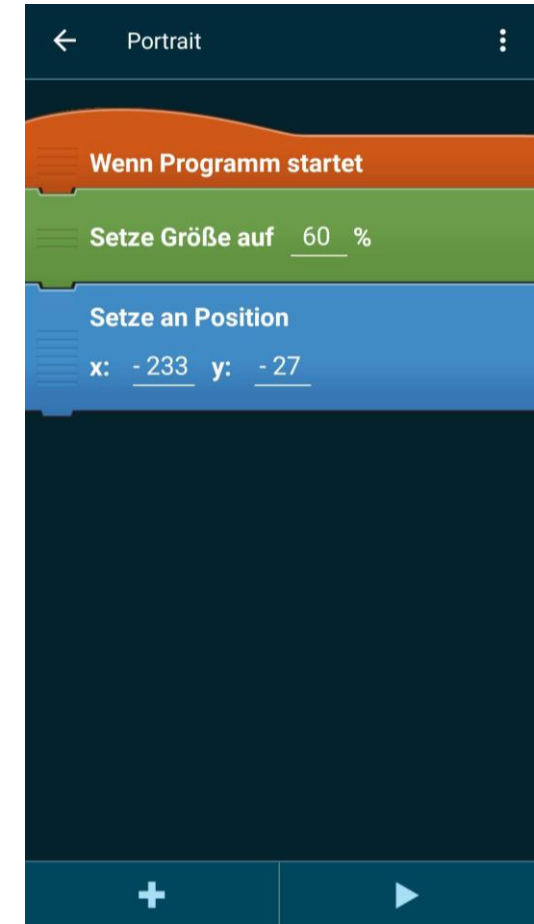 Portrait
Wenn Programm startet
Setze Größe auf 60 %
Setze an Position
x: - 233 y: - 27